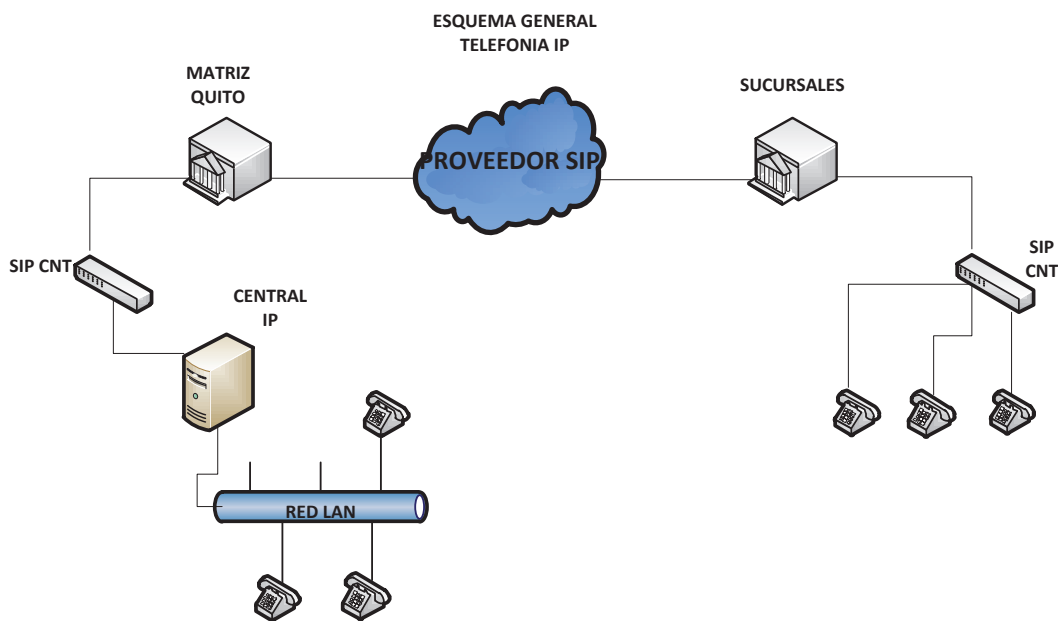 ESQUEMA GENERAL
TELEFONIA IP
MATRIZ
QUITO
SUCURSALES
PROVEEDOR SIP
SIP CNT
SIP
CNT
CENTRAL
IP
RED LAN